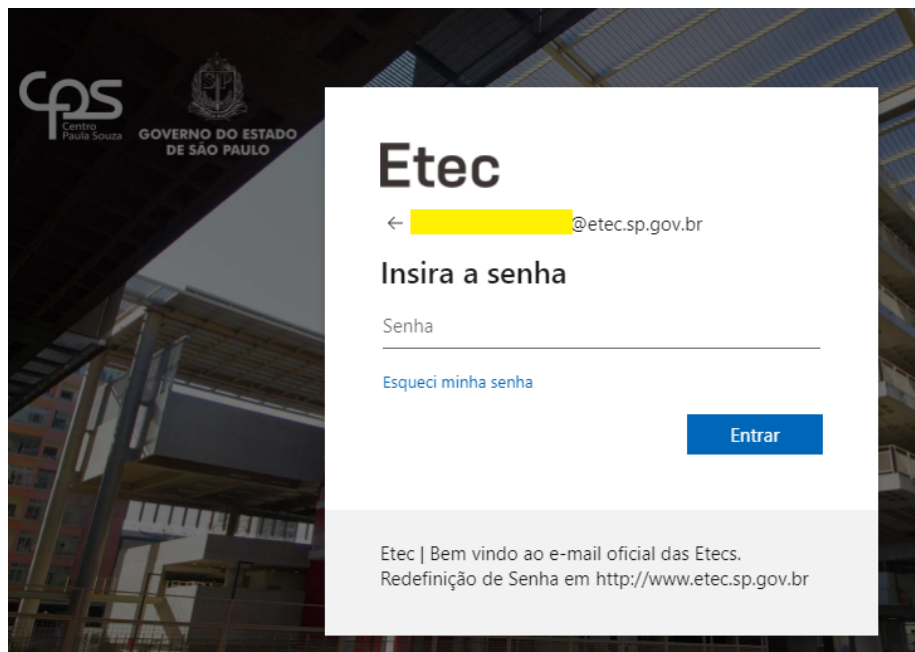 cps
Centro
Paula Souza
GOVERNO DO ESTADO
DE SÃO PAULO
Etec
@etec.sp.gov.br
Insira a senha
Senha
Esqueci minha senha
Entrar
Etec | Bem vindo ao e-mail oficial das Etecs.
Redefinição de Senha em http://www.etec.sp.gov.br